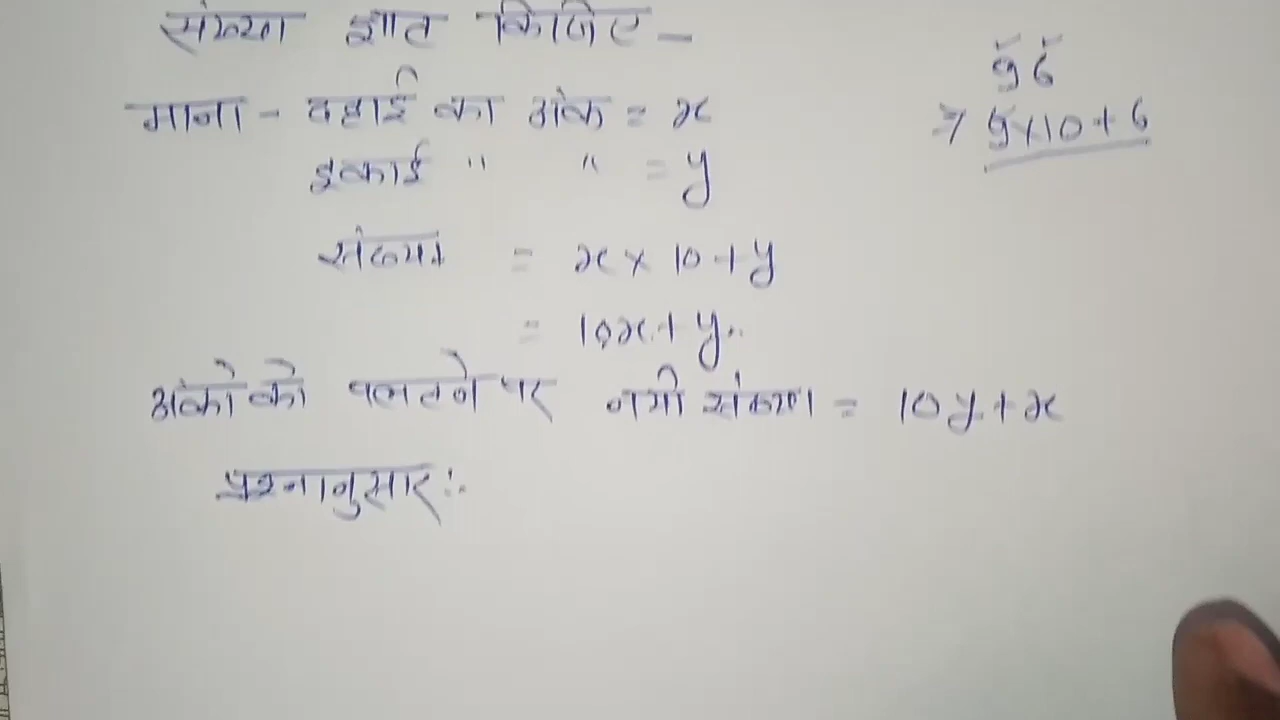 संख्या ज्ञात किजिए –
माना – दहाई का अंक = x
इकाई " " = y
संख्या = x × 10 + y
= 10x + y
अंको को पलटने पर नयी संख्या = 10y + x
प्रश्नानुसार :-
96
⇒ 9×10+6